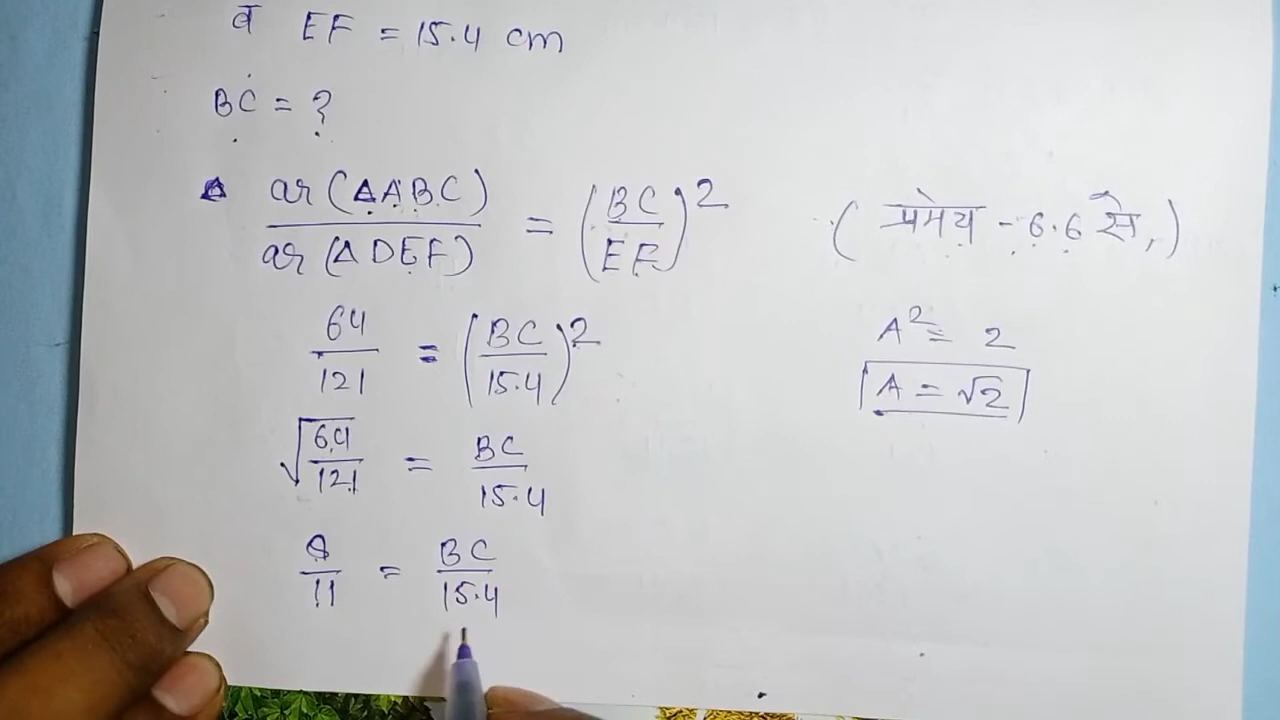 व EF = 15.4 cm
BC = ?
ar(ΔABC) / ar(ΔDEF) = (BC / EF)² ( प्रमेय - 6.6 से, )
64 / 121 = (BC / 15.4)²
A² = 2
A = √2
√(64 / 121) = BC / 15.4
8 / 11 = BC / 15.4